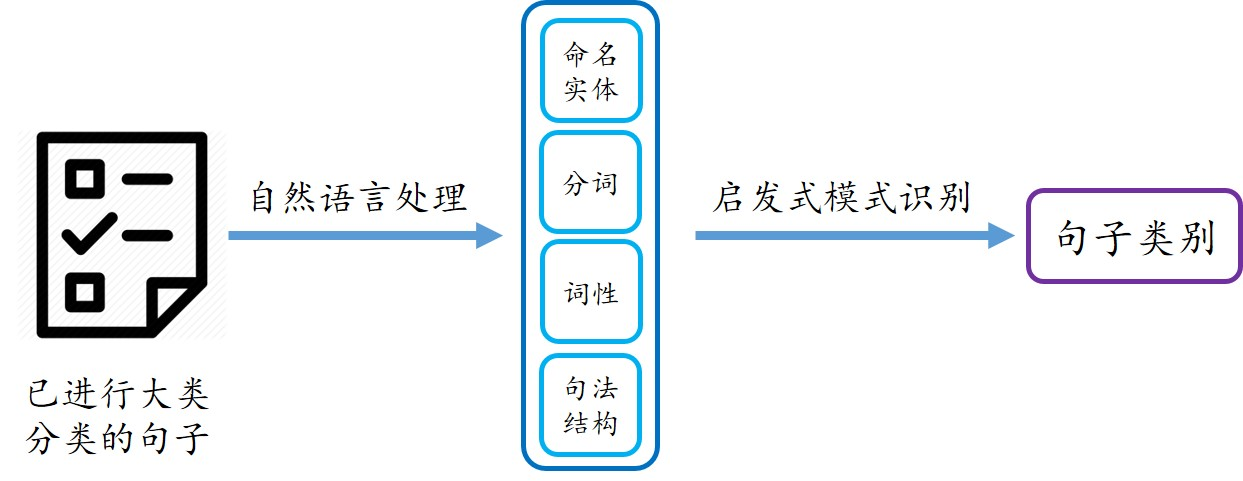 已进行大类
分类的句子
自然语言处理
命名
实体
分词
词性
句法
结构
启发式模式识别
句子类别